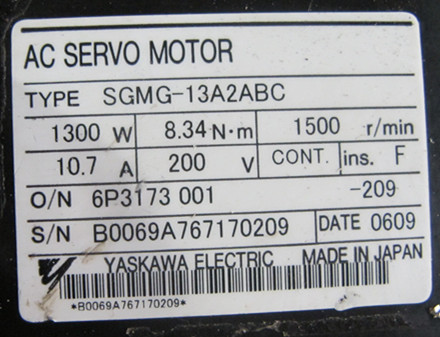 AC SERVO MOTOR
TYPE SGMG-13A2ABC
1300 W 8.34 N·m 1500 r/min
10.7 A 200 V CONT. ins. F
O/N 6P3173 001 -209
S/N B0069A767170209 DATE 0609
YASKAWA ELECTRIC MADE IN JAPAN
*B0069A767170209*